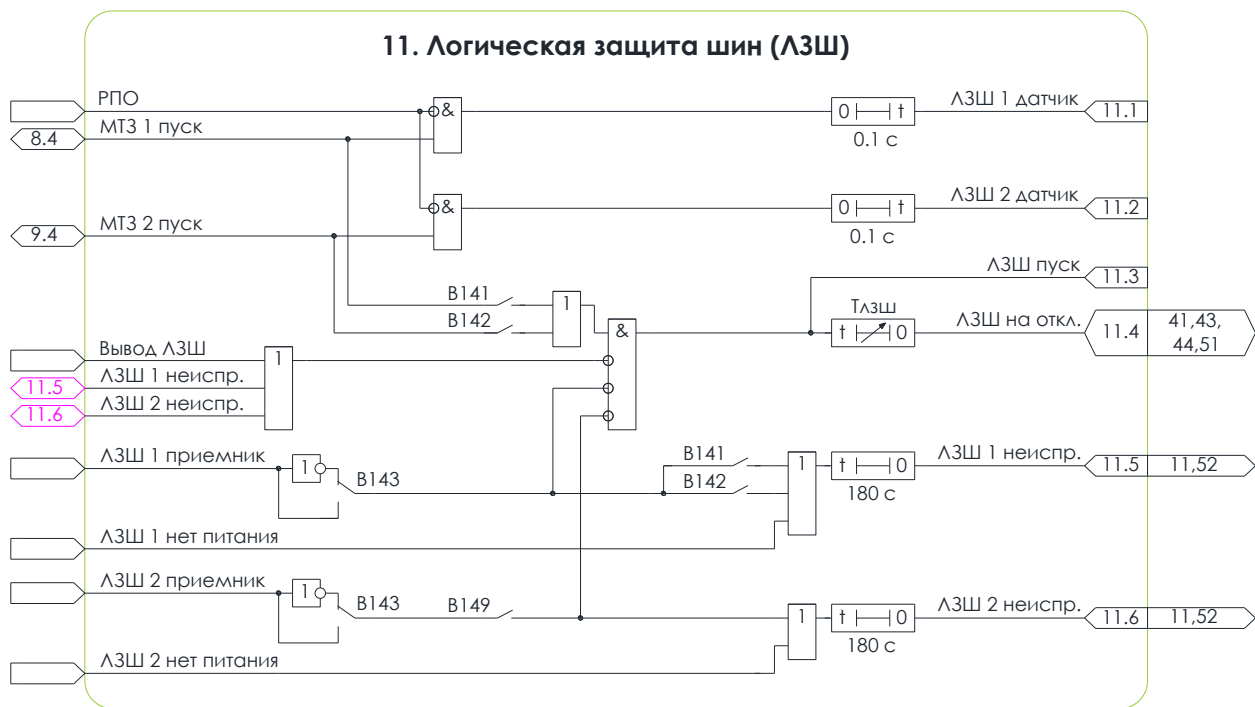 11. Логическая защита шин (ЛЗШ)
РПО
&
0 t
ЛЗШ 1 датчик
11.1
8.4
МТЗ 1 пуск
0.1 с
&
0 t
ЛЗШ 2 датчик
11.2
9.4
МТЗ 2 пуск
0.1 с
ЛЗШ пуск
11.3
В141
1
Тлзш
В142
&
t 0
ЛЗШ на откл.
11.4
41,43,
44,51
Вывод ЛЗШ
1
11.5
ЛЗШ 1 неиспр.
11.6
ЛЗШ 2 неиспр.
ЛЗШ 1 приемник
1
В143
В141
В142
1
t 0
ЛЗШ 1 неиспр.
11.5
11,52
180 с
ЛЗШ 1 нет питания
ЛЗШ 2 приемник
1
В143
В149
1
t 0
ЛЗШ 2 неиспр.
11.6
11,52
180 с
ЛЗШ 2 нет питания